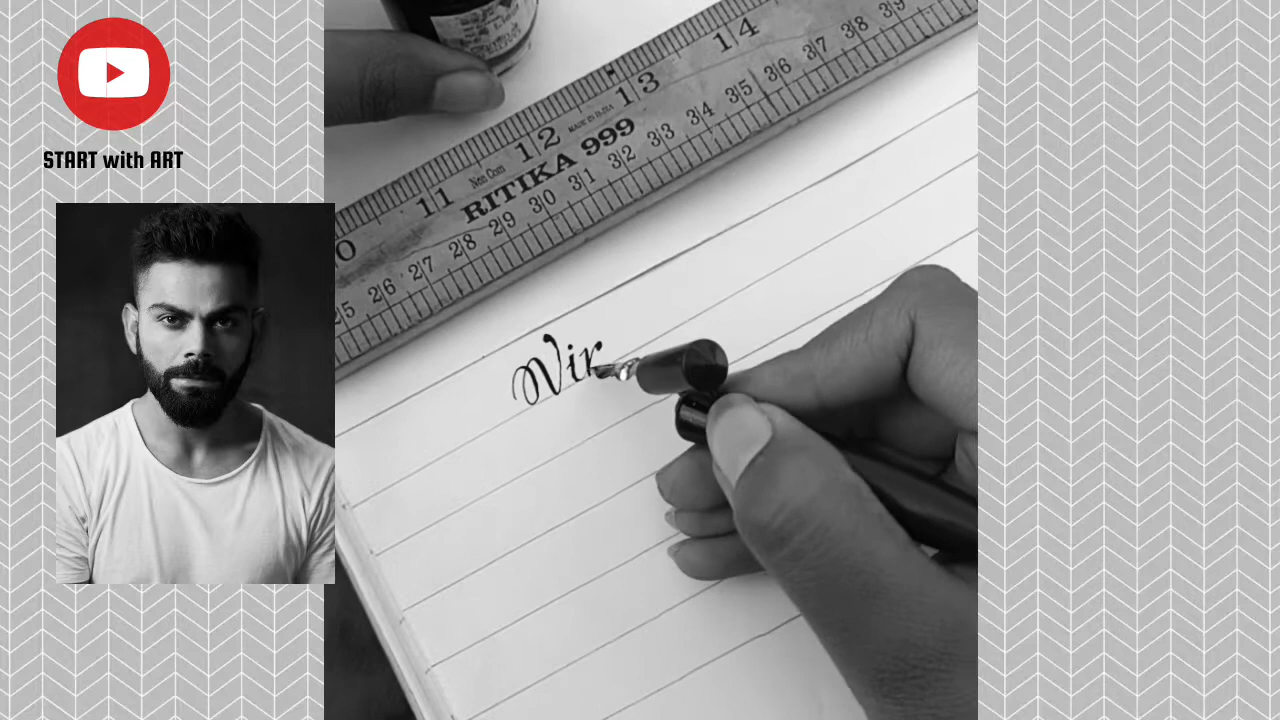 START with ART
11 12 13 14
Non Com MADE IN INDIA
RITIKA 999
25 26 27 28 29 30 31 32 33 34 35 36 37 38 39
Vir